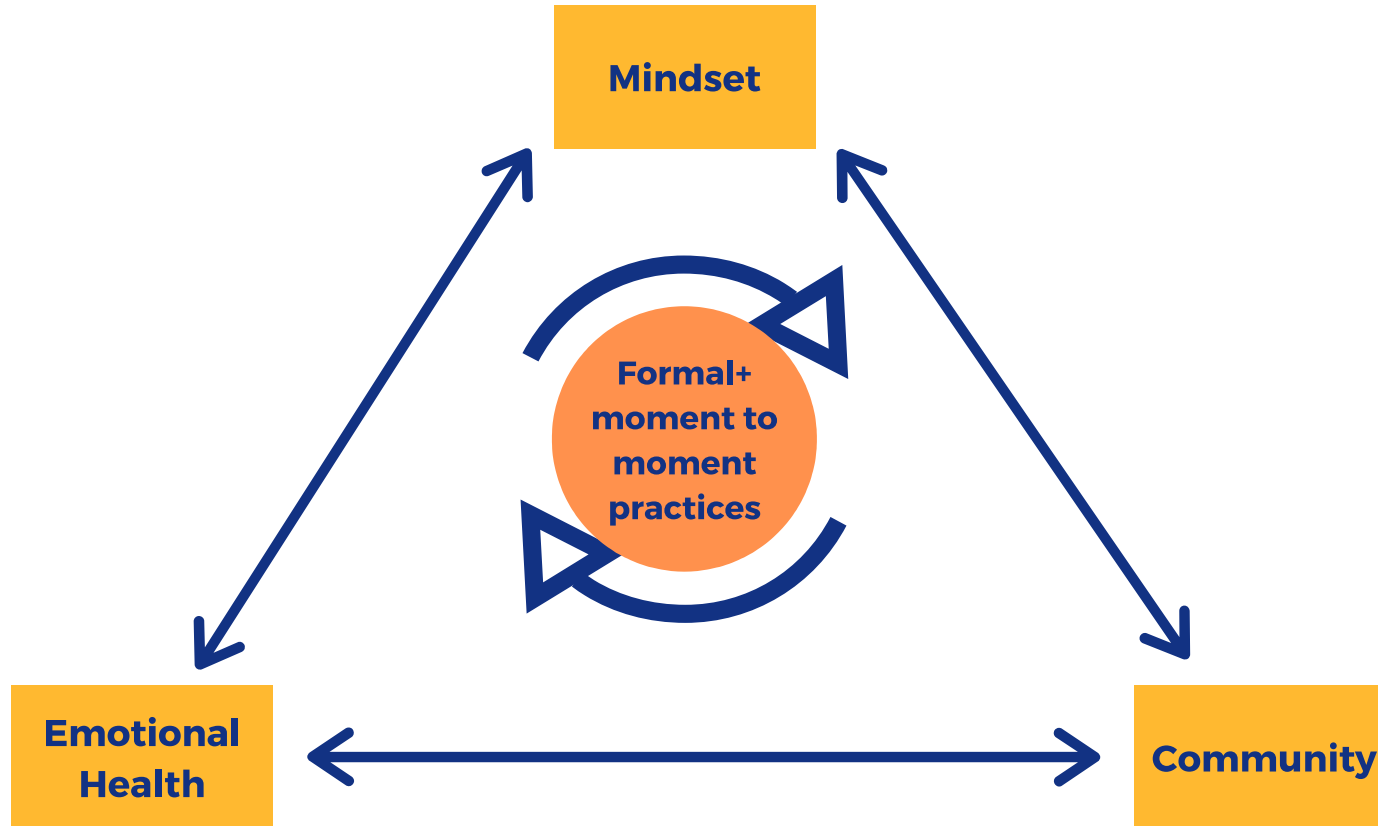 Mindset
Formal+
moment to
moment
practices
Emotional
Health
Community